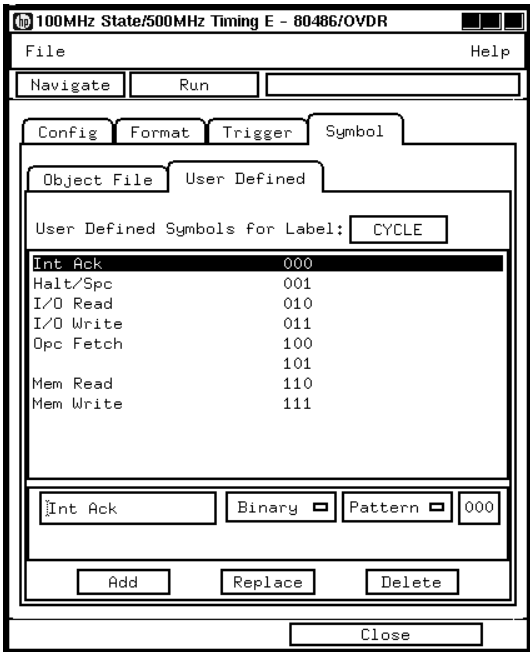 hp 100MHz State/500MHz Timing E - 80486/OVDR
File Help
Navigate Run
Config Format Trigger Symbol
Object File User Defined
User Defined Symbols for Label: CYCLE
Int Ack 000
Halt/Spc 001
I/O Read 010
I/O Write 011
Opc Fetch 100
101
Mem Read 110
Mem Write 111
Int Ack Binary Pattern 000
Add Replace Delete
Close